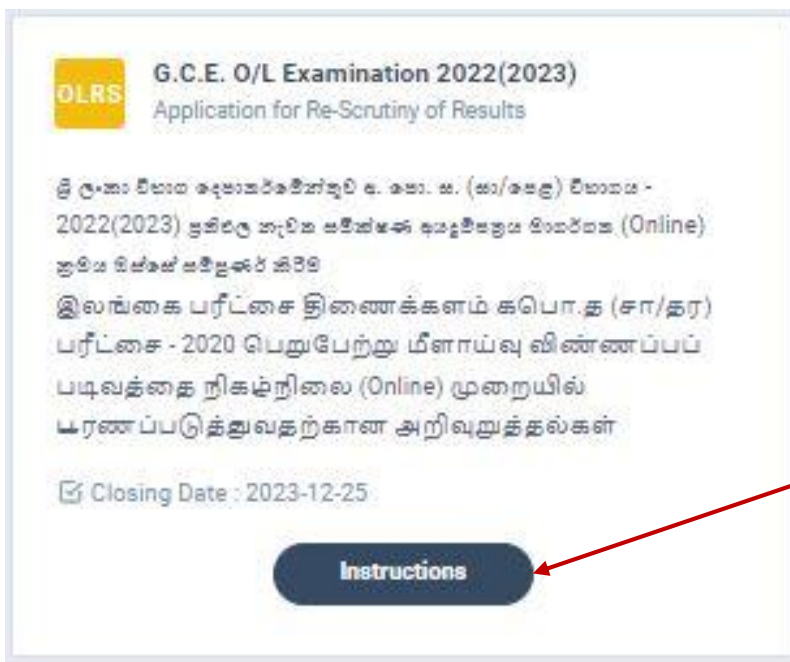 OLRS
G.C.E. O/L Examination 2022(2023)
Application for Re-Scrutiny of Results
ශ්‍රී ලංකා විභාග දෙපාර්තමේන්තුව අ. පො. ස. (සා/පෙළ) විභාගය -
2022(2023) ප්‍රතිඵල නැවත සමීක්ෂණ අයදුම්පත්‍රය මාර්ගගත (Online)
ක්‍රමය ඔස්සේ සම්පූර්ණ කිරීම
இலங்கை பரீட்சை திணைக்களம் கபொ.த (சா/தர)
பரீட்சை - 2020 பெறுபேற்று மீளாய்வு விண்ணப்பப்
படிவத்தை நிகழ்நிலை (Online) முறையில்
பூரணப்படுத்துவதற்கான அறிவுறுத்தல்கள்
Closing Date : 2023-12-25
Instructions